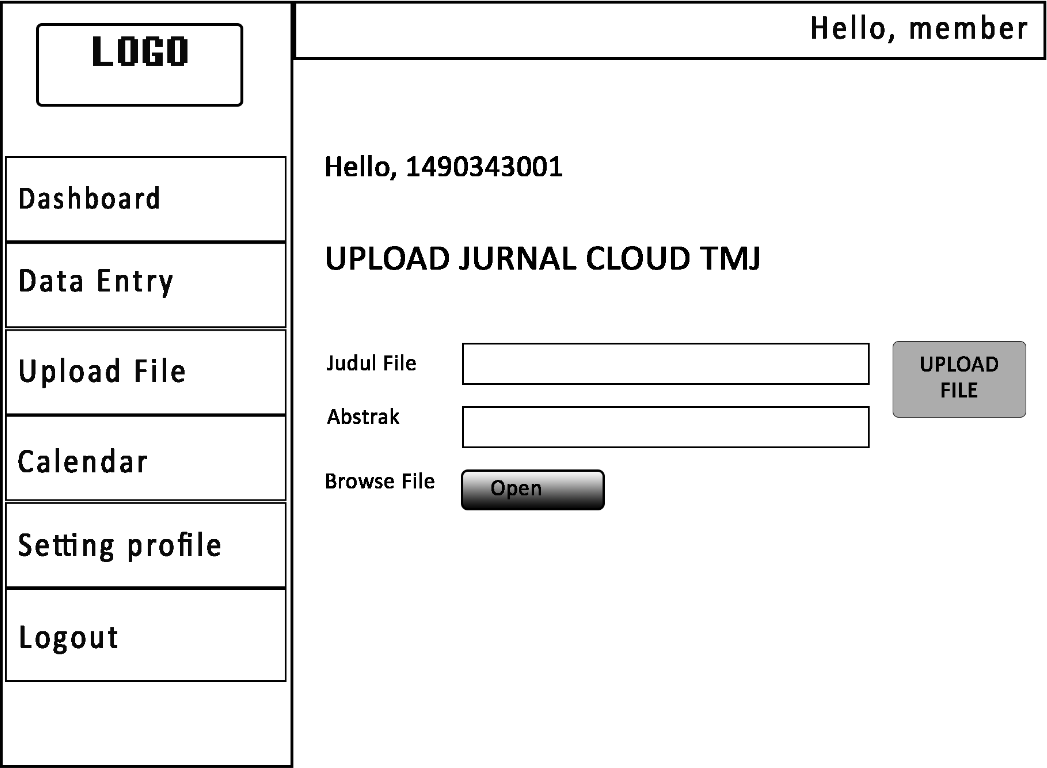 LOGO
Hello, member
Dashboard
Data Entry
Upload File
Calendar
Setting profile
Logout
Hello, 1490343001
UPLOAD JURNAL CLOUD TMJ
Judul File
Abstrak
Browse File
Open
UPLOAD
FILE